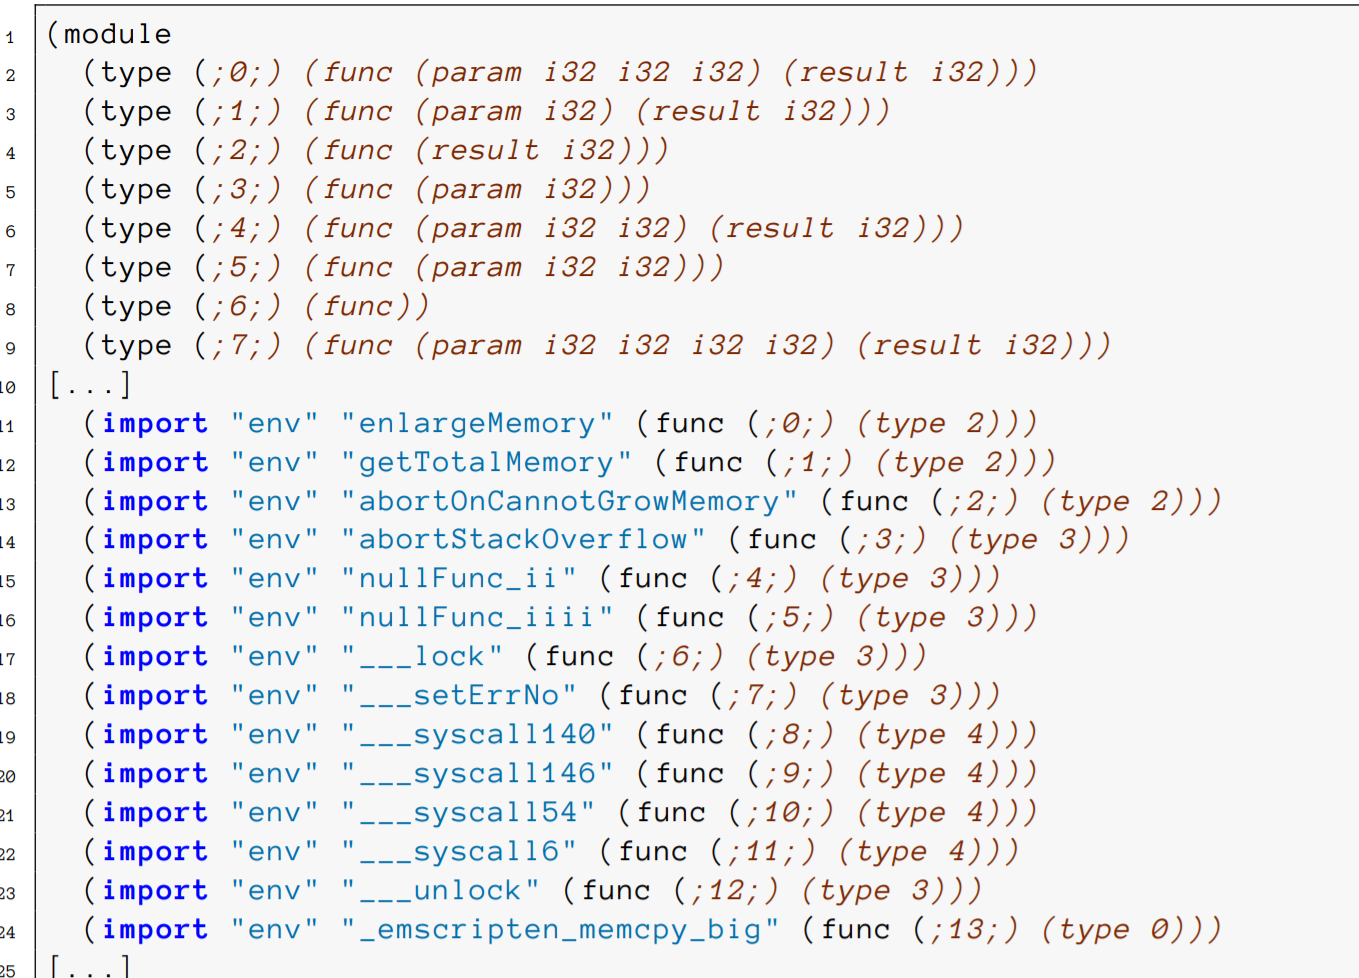 1 (module
2 (type (;0;) (func (param i32 i32 i32) (result i32)))
3 (type (;1;) (func (param i32) (result i32)))
4 (type (;2;) (func (result i32)))
5 (type (;3;) (func (param i32)))
6 (type (;4;) (func (param i32 i32) (result i32)))
7 (type (;5;) (func (param i32 i32)))
8 (type (;6;) (func))
9 (type (;7;) (func (param i32 i32 i32 i32) (result i32)))
10 [...]
11 (import "env" "enlargeMemory" (func (;0;) (type 2)))
12 (import "env" "getTotalMemory" (func (;1;) (type 2)))
13 (import "env" "abortOnCannotGrowMemory" (func (;2;) (type 2)))
14 (import "env" "abortStackOverflow" (func (;3;) (type 3)))
15 (import "env" "nullFunc_ii" (func (;4;) (type 3)))
16 (import "env" "nullFunc_iiii" (func (;5;) (type 3)))
17 (import "env" "___lock" (func (;6;) (type 3)))
18 (import "env" "___setErrNo" (func (;7;) (type 3)))
19 (import "env" "___syscall140" (func (;8;) (type 4)))
20 (import "env" "___syscall146" (func (;9;) (type 4)))
21 (import "env" "___syscall54" (func (;10;) (type 4)))
22 (import "env" "___syscall6" (func (;11;) (type 4)))
23 (import "env" "___unlock" (func (;12;) (type 3)))
24 (import "env" "_emscripten_memcpy_big" (func (;13;) (type 0)))
25 [...]